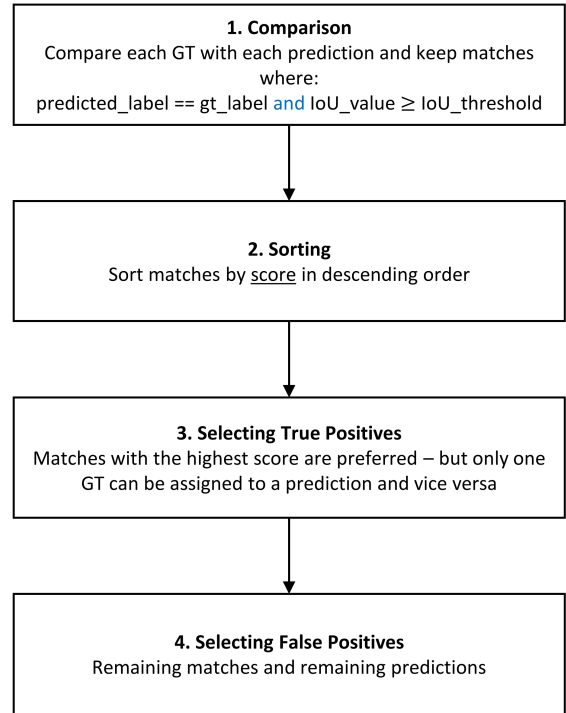 1. Comparison
Compare each GT with each prediction and keep matches
where:
predicted_label == gt_label and IoU_value ≥ IoU_threshold
2. Sorting
Sort matches by score in descending order
3. Selecting True Positives
Matches with the highest score are preferred – but only one
GT can be assigned to a prediction and vice versa
4. Selecting False Positives
Remaining matches and remaining predictions